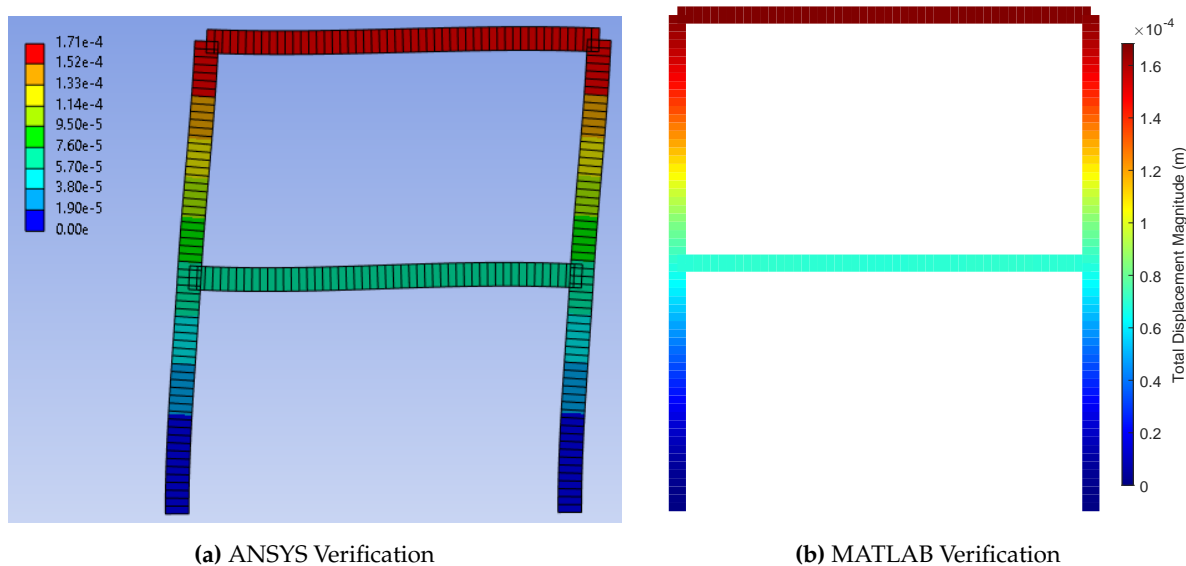 1.71e-4
1.52e-4
1.33e-4
1.14e-4
9.50e-5
7.60e-5
5.70e-5
3.80e-5
1.90e-5
0.00e
(a) ANSYS Verification
×10-4
1.6
1.4
1.2
1
0.8
0.6
0.4
0.2
0
Total Displacement Magnitude (m)
(b) MATLAB Verification